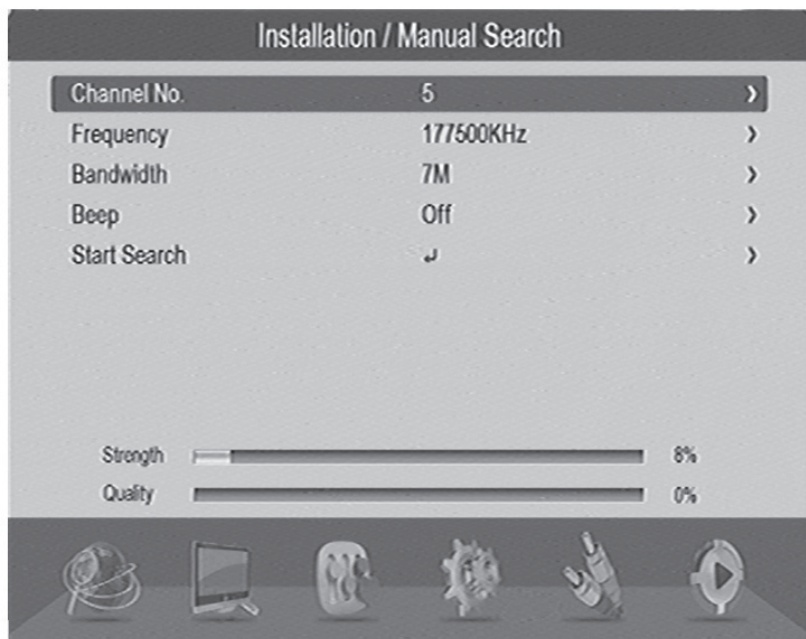 Installation / Manual Search
Channel No. 5
Frequency 177500KHz
Bandwidth 7M
Beep Off
Start Search
Strength 8%
Quality 0%